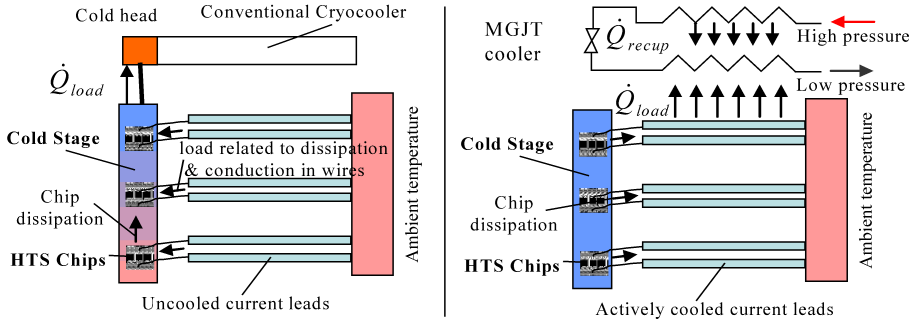 Cold head
Conventional Cryocooler
Q̇load
Cold Stage
load related to dissipation
& conduction in wires
Chip
dissipation
HTS Chips
Uncooled current leads
Ambient temperature
MGJT
cooler
Q̇recup
High pressure
Low pressure
Q̇load
Cold Stage
Chip
dissipation
HTS Chips
Actively cooled current leads
Ambient temperature